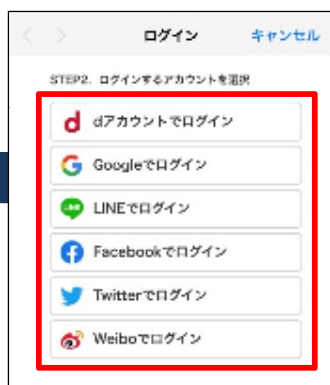 ログイン キャンセル
STEP2. ログインするアカウントを選択
dアカウントでログイン
Googleでログイン
LINEでログイン
Facebookでログイン
Twitterでログイン
Weiboでログイン